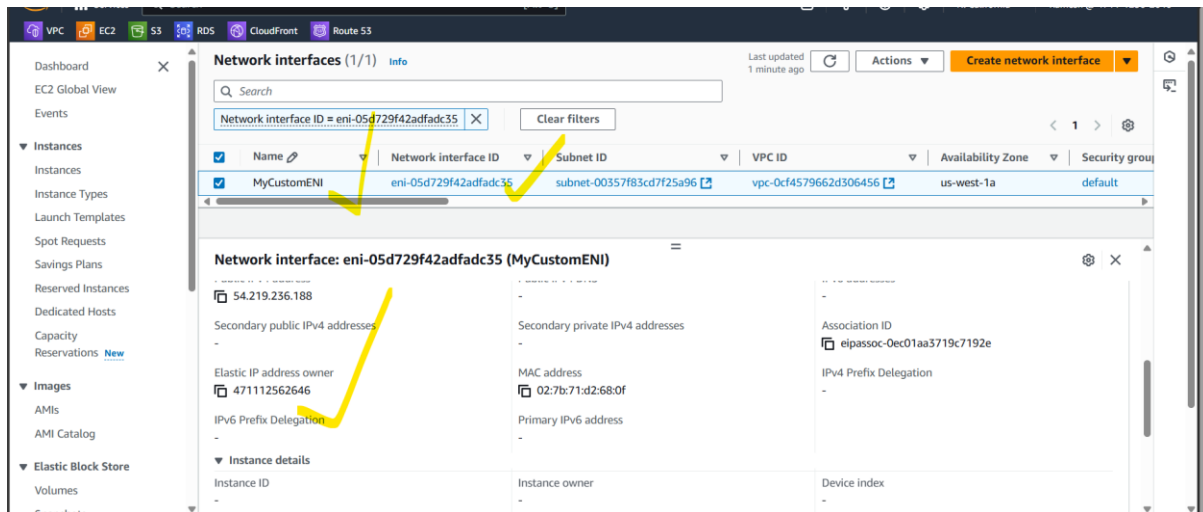 VPC EC2 S3 RDS CloudFront Route 53
Dashboard
EC2 Global View
Events
Instances
Instances
Instance Types
Launch Templates
Spot Requests
Savings Plans
Reserved Instances
Dedicated Hosts
Capacity
Reservations New
Images
AMIs
AMI Catalog
Elastic Block Store
Volumes
Network interfaces (1/1) Info
Last updated
1 minute ago
Actions
Create network interface
Search
Network interface ID = eni-05d729f42adfadc35
Clear filters
1
Name Network interface ID Subnet ID VPC ID Availability Zone Security group
MyCustomENI eni-05d729f42adfadc35 subnet-00357f83cd7f25a96 vpc-0cf4579662d306456 us-west-1a default
Network interface: eni-05d729f42adfadc35 (MyCustomENI)
54.219.236.188 - -
Secondary public IPv4 addresses Secondary private IPv4 addresses Association ID
- - eipassoc-0ec01aa3719c7192e
Elastic IP address owner MAC address IPv4 Prefix Delegation
471112562646 02:7b:71:d2:68:0f -
IPv6 Prefix Delegation Primary IPv6 address
- -
Instance details
Instance ID Instance owner Device index
- - -